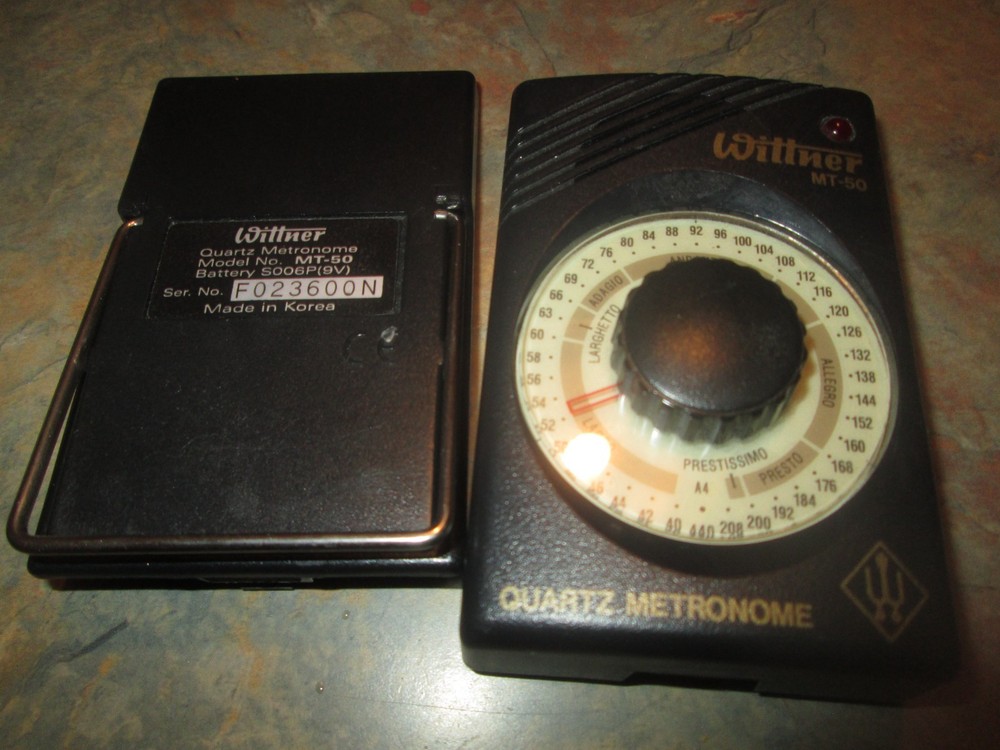 Wittner
Quartz Metronome
Model No. MT-50
Battery S006P(9V)
Ser. No. F023600N
Made in Korea
Wittner
MT-50
40 42 44 52 54 56 58 60 63 66 69 72 76 80 84 88 92 96 100 104 108 112 116 120 126 132 138 144 152 160 168 176 184 192 200 208 440
LARGHETTO
ADAGIO
ALLEGRO
PRESTO
PRESTISSIMO
A4
QUARTZ METRONOME